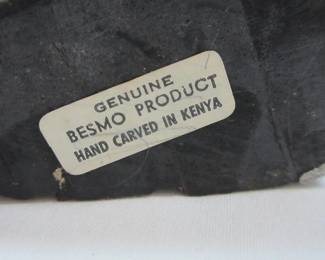 GENUINE
BESMO PRODUCT
HAND CARVED IN KENYA